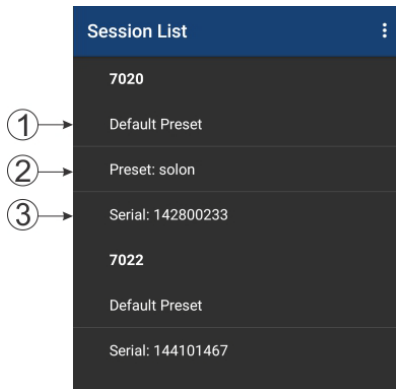 Session List
7020
1 Default Preset
2 Preset: solon
3 Serial: 142800233
7022
Default Preset
Serial: 144101467